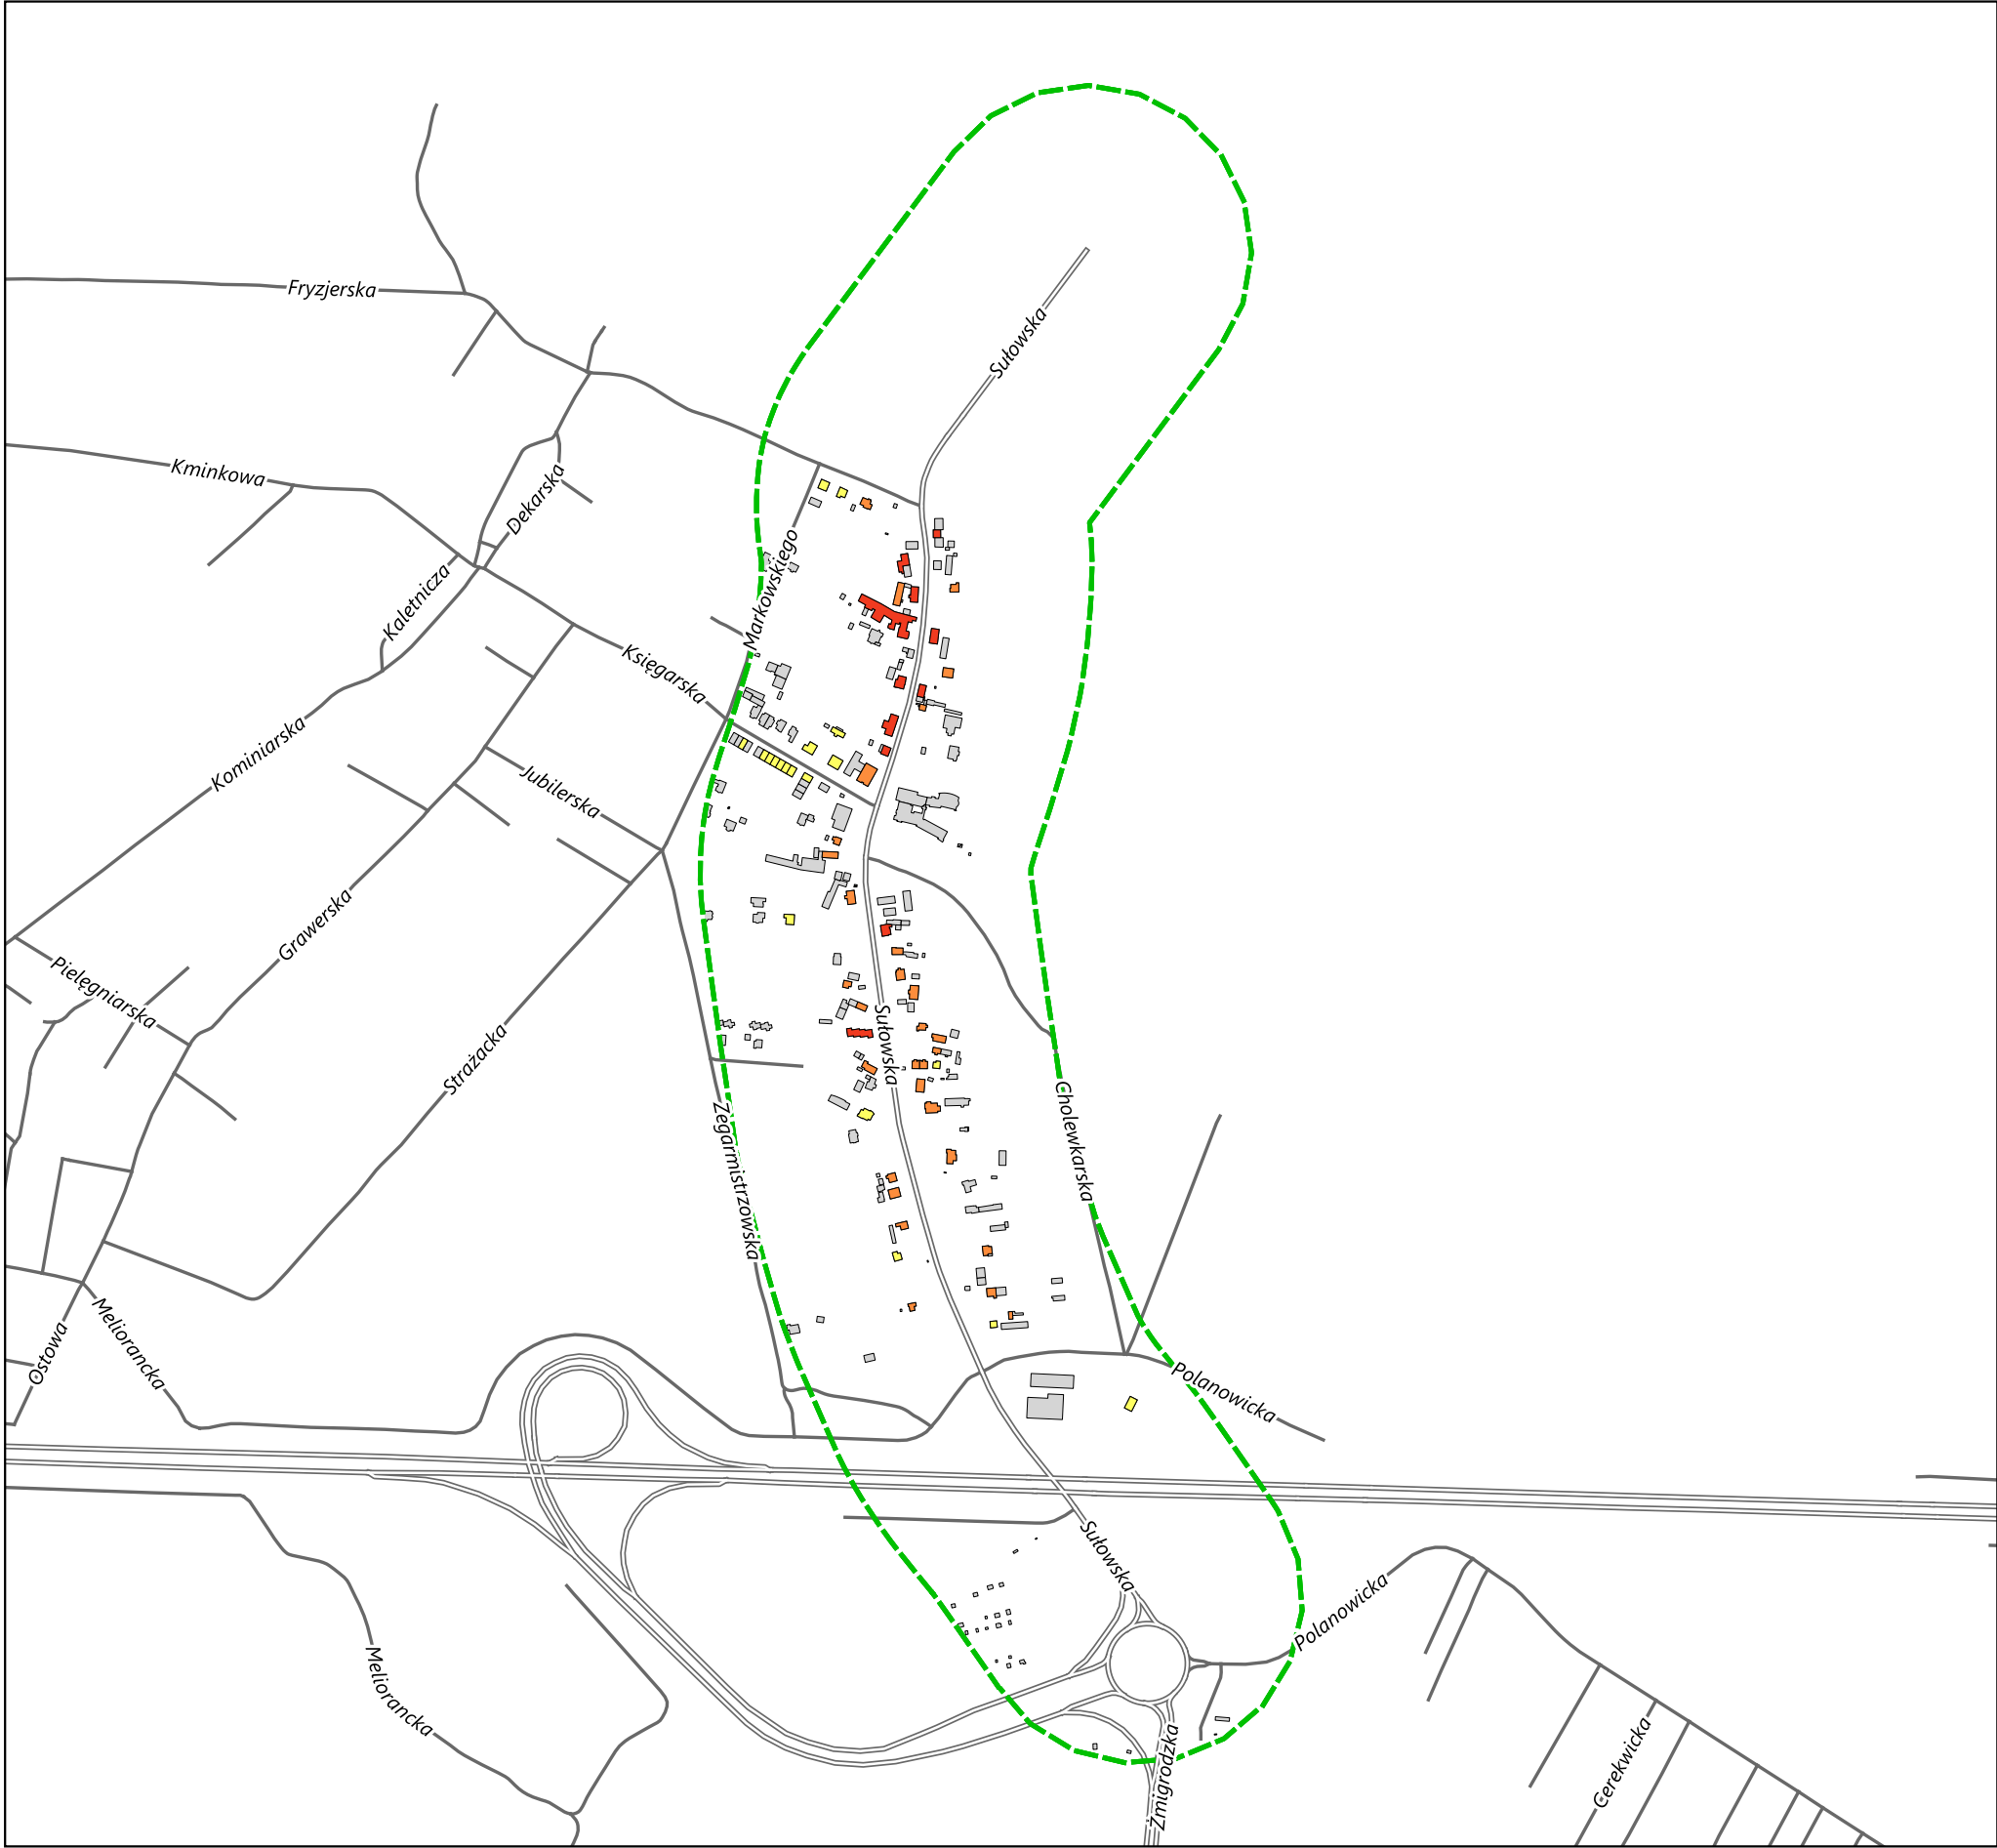 Fryzjerska
Sułowska
Kminkowa
Dekarska
Markowskiego
Kaletnicza
Księgarska
Kominiarska
Jubilerska
Grawerska
Pielęgniarska
Strażacka
Sułowska
Zegarmistrzowska
Cholewkarska
Ostowa
Meliorancka
Polanowicka
Sułowska
Polanowicka
Meliorancka
Żmigrodzka
Cerekwicka